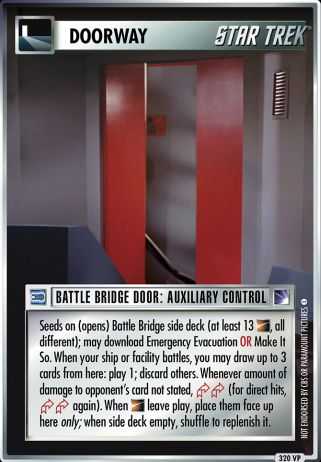 DOORWAY
STAR TREK
BATTLE BRIDGE DOOR: AUXILIARY CONTROL
Seeds on (opens) Battle Bridge side deck (at least 13 , all
different); may download Emergency Evacuation OR Make It
So. When your ship or facility battles, you may draw up to 3
cards from here: play 1; discard others. Whenever amount of
damage to opponent's card not stated, (for direct hits,
again). When leave play, place them face up
here only; when side deck empty, shuffle to replenish it.
NOT ENDORSED BY CBS OR PARAMOUNT PICTURES
320 VP